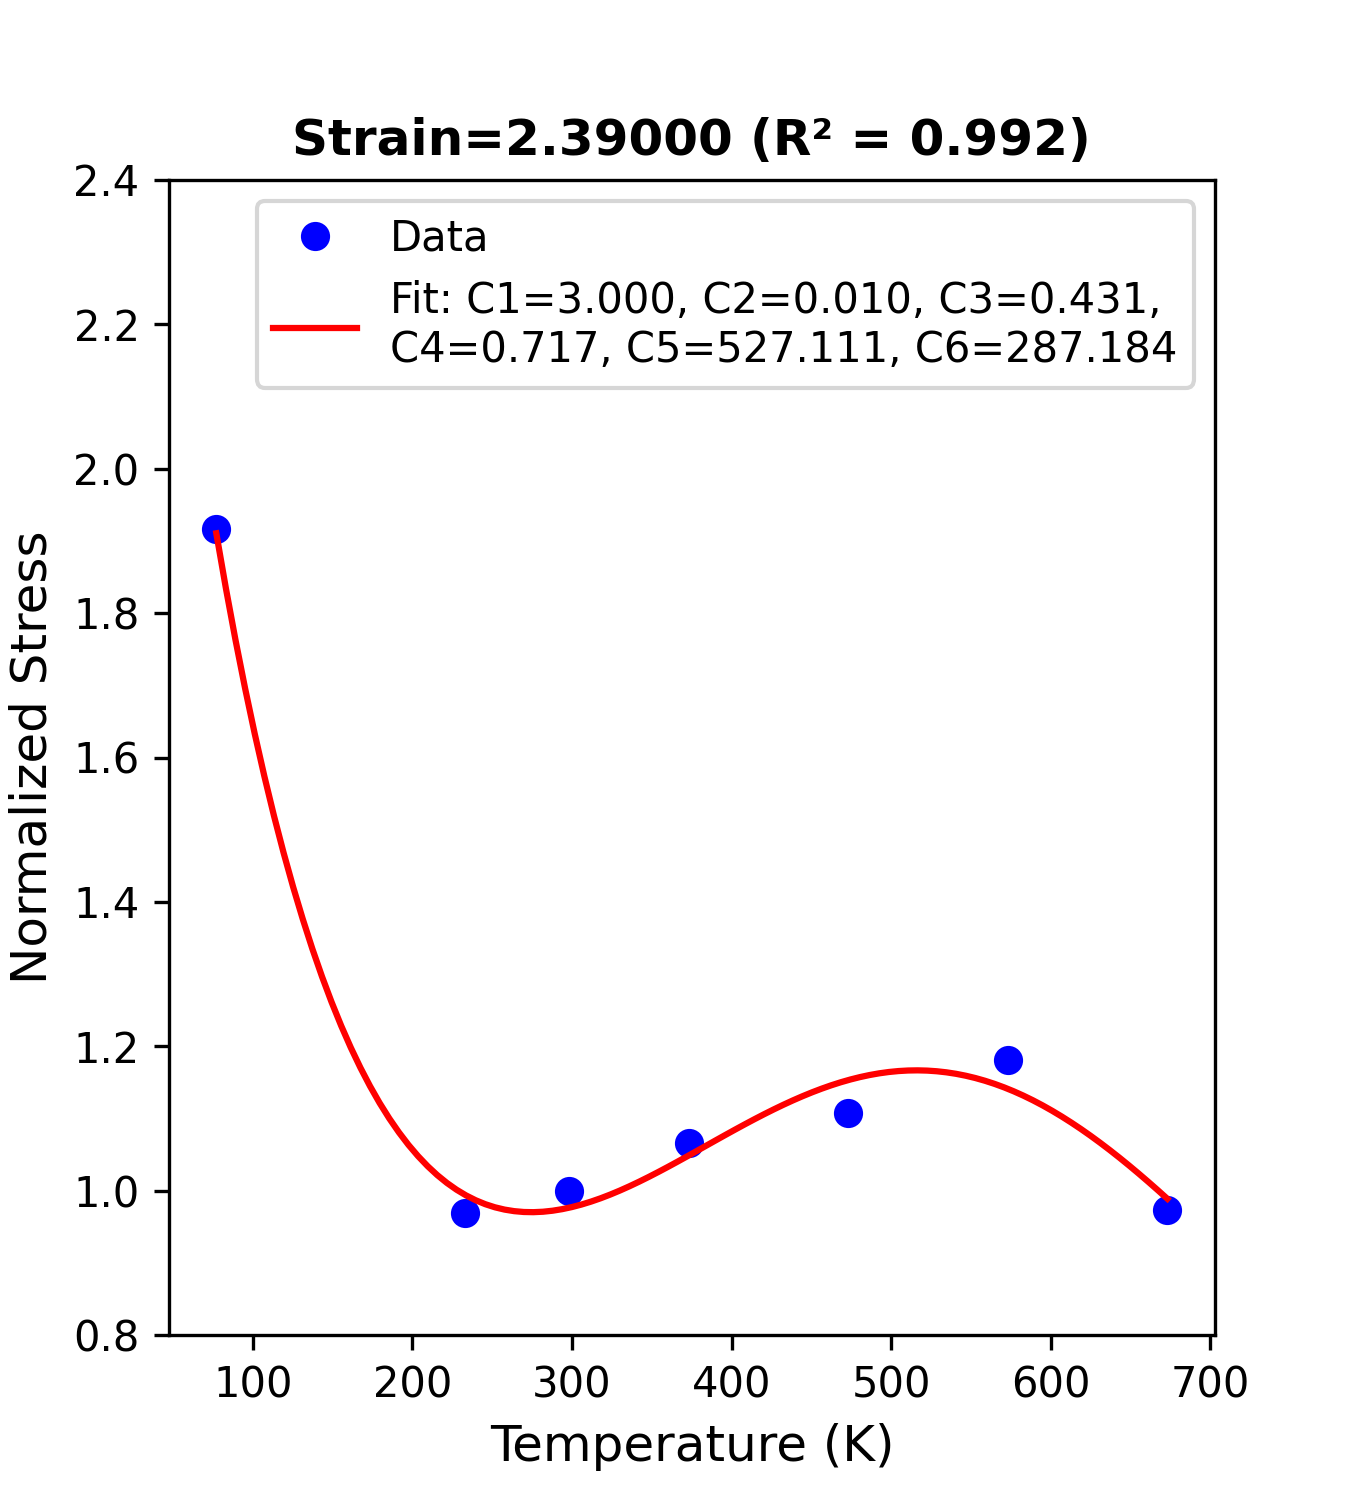 Strain=2.39000 (R² = 0.992)
Data
Fit: C1=3.000, C2=0.010, C3=0.431,
C4=0.717, C5=527.111, C6=287.184
2.4
2.2
2.0
1.8
1.6
1.4
1.2
1.0
0.8
Normalized Stress
100 200 300 400 500 600 700
Temperature (K)